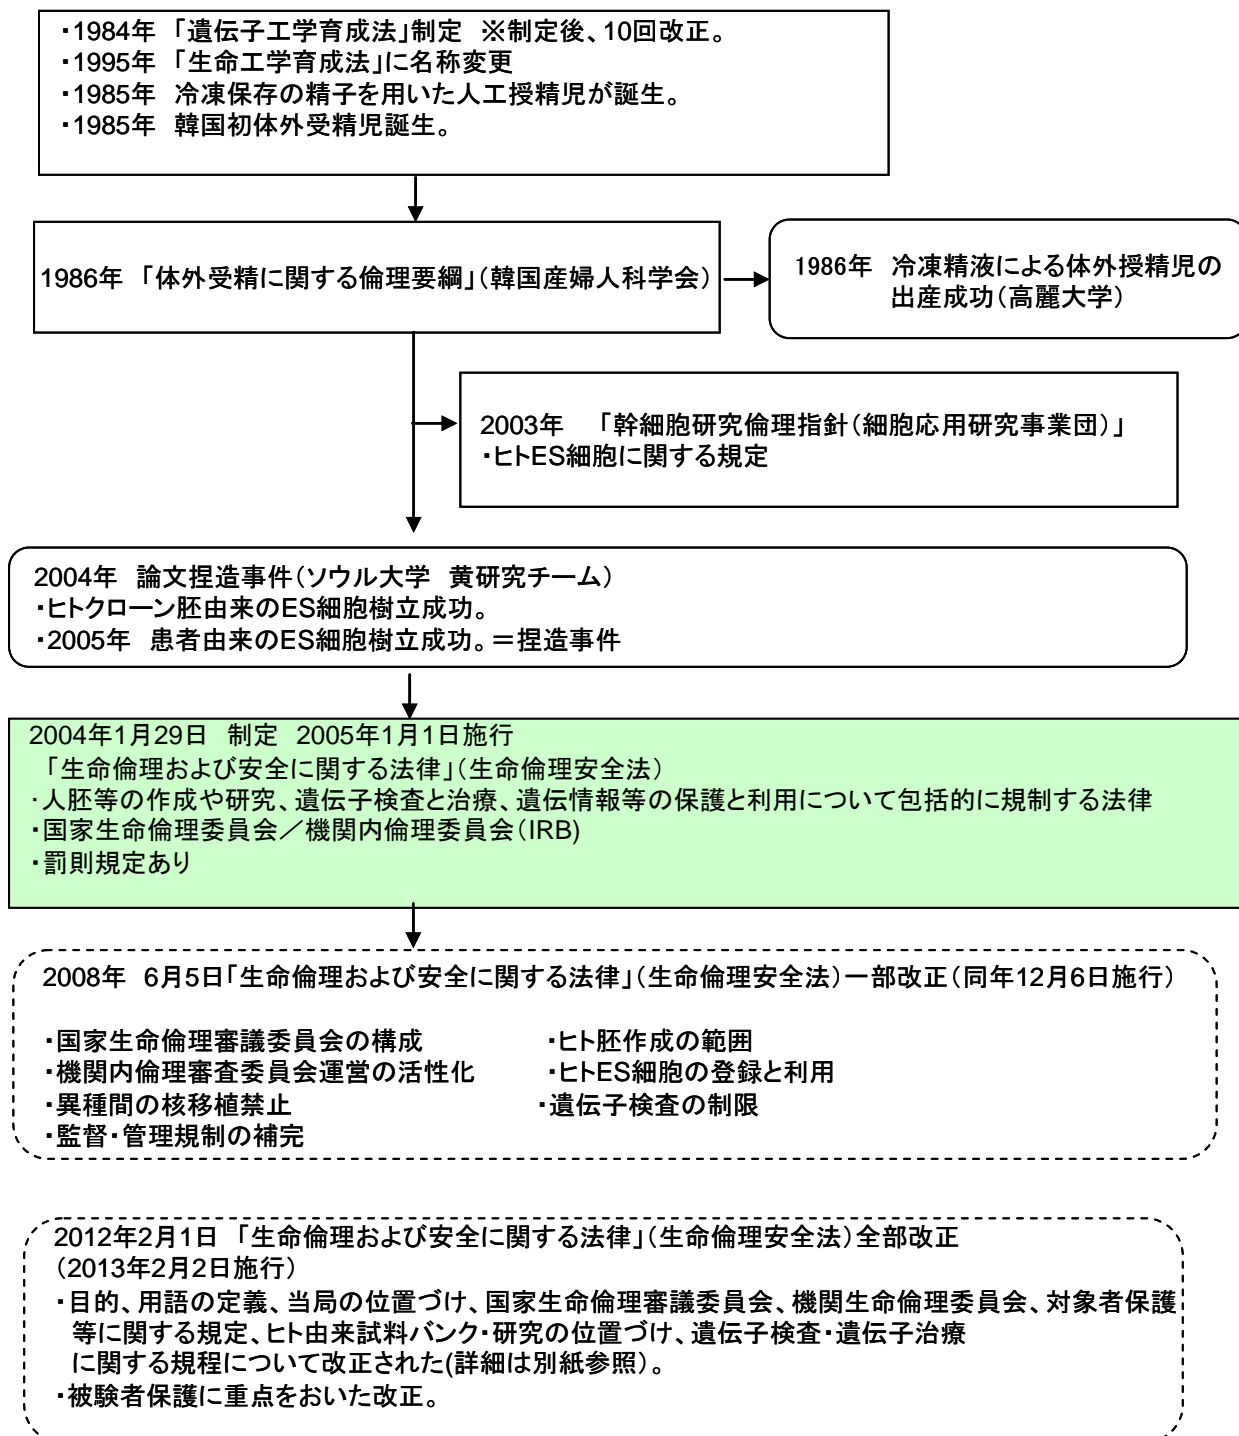 ・1984年　「遺伝子工学育成法」制定　※制定後、10回改正。
・1995年　「生命工学育成法」に名称変更
・1985年　冷凍保存の精子を用いた人工授精児が誕生。
・1985年　韓国初体外受精児誕生。
1986年　「体外受精に関する倫理要綱」（韓国産婦人科学会）
1986年　冷凍精液による体外授精児の
出産成功（高麗大学）
2003年　「幹細胞研究倫理指針（細胞応用研究事業団）」
・ヒトES細胞に関する規定
2004年　論文捏造事件（ソウル大学　黄研究チーム）
・ヒトクローン胚由来のES細胞樹立成功。
・2005年　患者由来のES細胞樹立成功。＝捏造事件
2004年1月29日　制定　2005年1月1日施行
「生命倫理および安全に関する法律」（生命倫理安全法）
・人胚等の作成や研究、遺伝子検査と治療、遺伝情報等の保護と利用について包括的に規制する法律
・国家生命倫理委員会／機関内倫理委員会（IRB)
・罰則規定あり
2008年　6月5日「生命倫理および安全に関する法律」（生命倫理安全法）一部改正（同年12月6日施行）
・国家生命倫理審議委員会の構成　・ヒト胚作成の範囲
・機関内倫理審査委員会運営の活性化　・ヒトES細胞の登録と利用
・異種間の核移植禁止　・遺伝子検査の制限
・監督・管理規制の補完
2012年2月1日　「生命倫理および安全に関する法律」（生命倫理安全法）全部改正
（2013年2月2日施行）
・目的、用語の定義、当局の位置づけ、国家生命倫理審議委員会、機関生命倫理委員会、対象者保護
等に関する規定、ヒト由来試料バンク・研究の位置づけ、遺伝子検査・遺伝子治療
に関する規程について改正された(詳細は別紙参照）。
・被験者保護に重点をおいた改正。